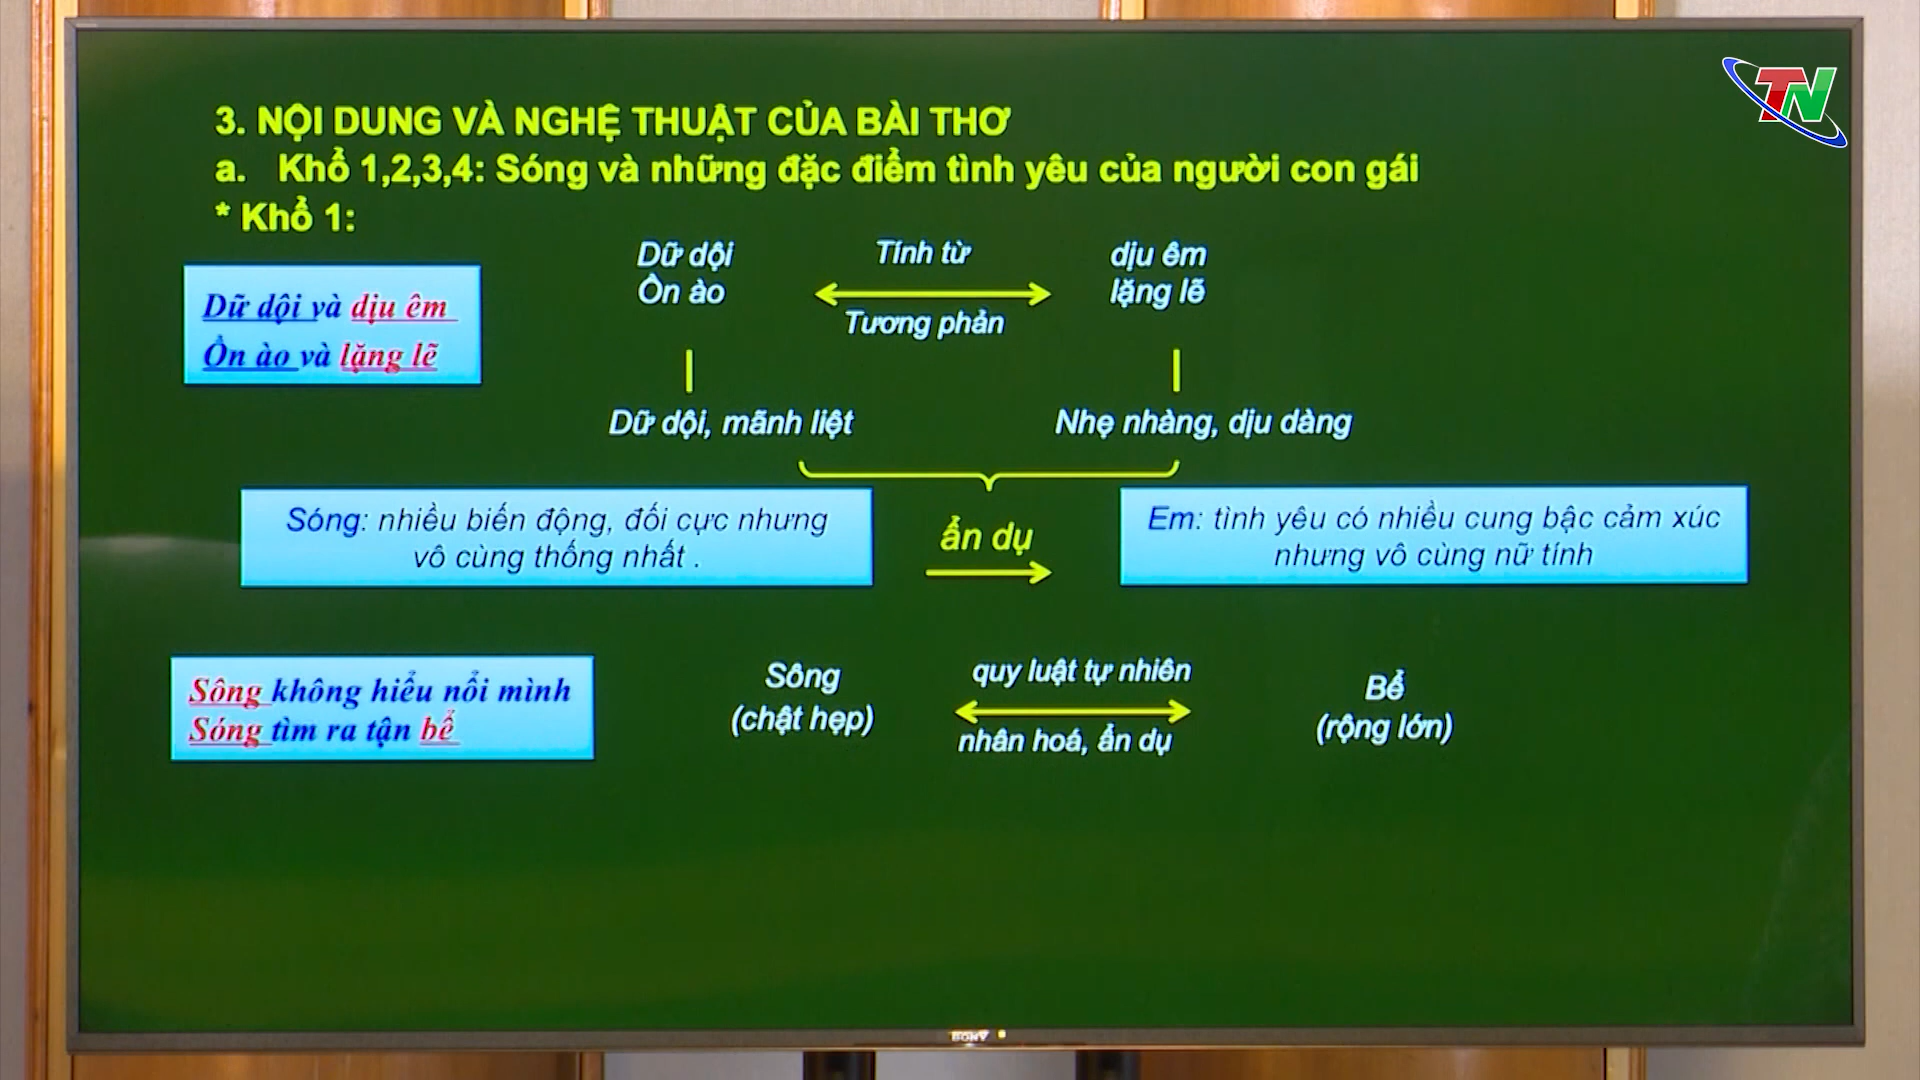 TN
3. NỘI DUNG VÀ NGHỆ THUẬT CỦA BÀI THƠ
a. Khổ 1,2,3,4: Sóng và những đặc điểm tình yêu của người con gái
* Khổ 1:
Dữ dội và dịu êm
Ồn ào và lặng lẽ
Dữ dội
Ồn ào
Tính từ
Tương phản
dịu êm
lặng lẽ
Dữ dội, mãnh liệt
Nhẹ nhàng, dịu dàng
Sóng: nhiều biến động, đối cực nhưng
vô cùng thống nhất .
ẩn dụ
Em: tình yêu có nhiều cung bậc cảm xúc
nhưng vô cùng nữ tính
Sông không hiểu nổi mình
Sóng tìm ra tận bể
Sông
(chật hẹp)
quy luật tự nhiên
nhân hoá, ẩn dụ
Bể
(rộng lớn)
SONY